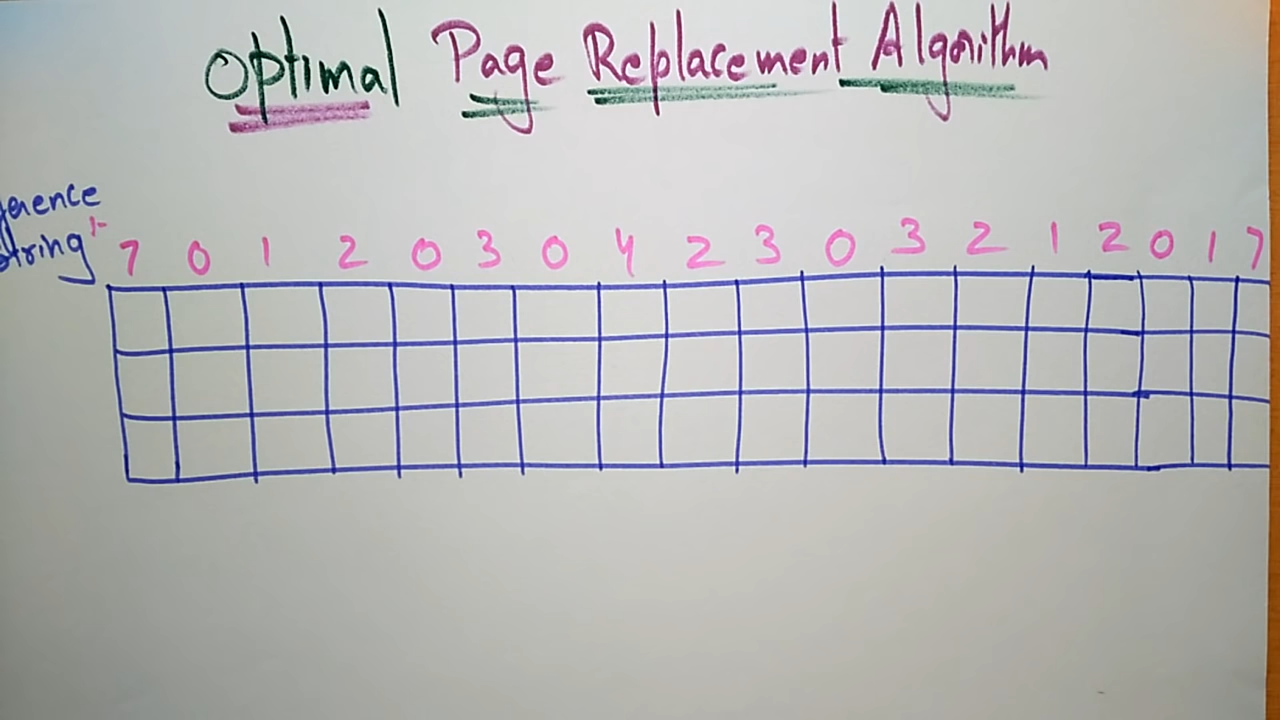 Optimal Page Replacement Algorithm
ference
string:- 7 0 1 2 0 3 0 4 2 3 0 3 2 1 2 0 1 7